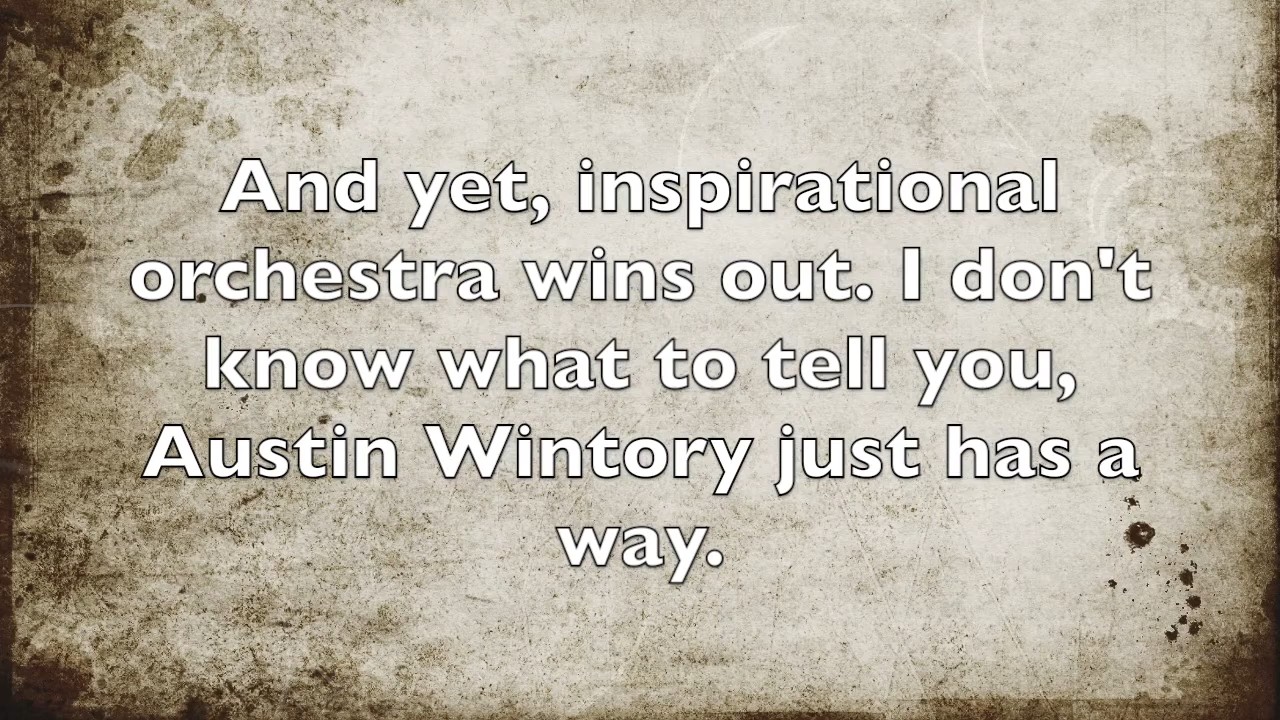 And yet, inspirational
orchestra wins out. I don't
know what to tell you,
Austin Wintory just has a
way.